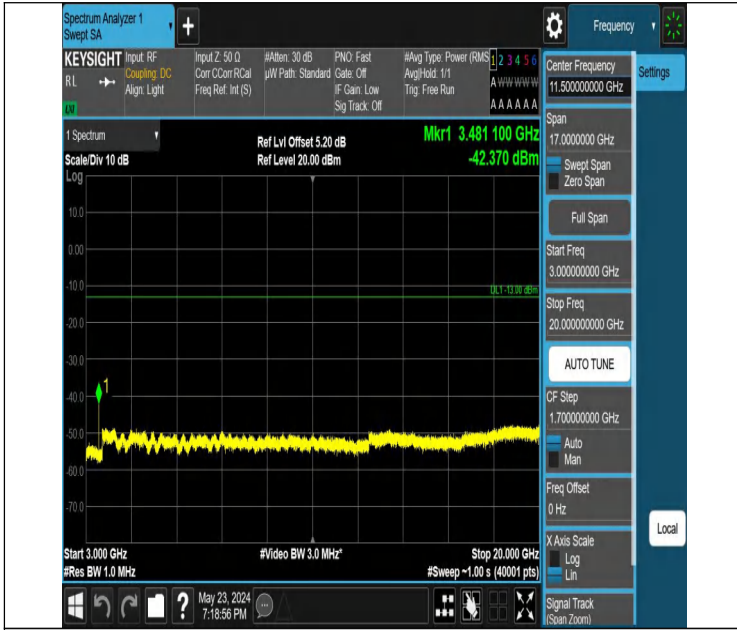 Spectrum Analyzer 1
Swept SA
+
Frequency
KEYSIGHT
RL
Input: RF
Coupling: DC
Align: Light
Input Z: 50 Ω
Corr CCorr RCal
Freq Ref: Int (S)
#Atten: 30 dB
µW Path: Standard
PNO: Fast
Gate: Off
IF Gain: Low
Sig Track: Off
#Avg Type: Power (RMS
Avg|Hold: 1/1
Trig: Free Run
1 2 3 4 5 6
A W W W W W
A A A A A A
1 Spectrum
Scale/Div 10 dB
Log
Ref Lvl Offset 5.20 dB
Ref Level 20.00 dBm
Mkr1 3.481 100 GHz
-42.370 dBm
10.0
0.00
-10.0
DL1 -13.00 dBm
-20.0
-30.0
1
-40.0
-50.0
-60.0
-70.0
Start 3.000 GHz
#Res BW 1.0 MHz
#Video BW 3.0 MHz*
Stop 20.000 GHz
#Sweep ~1.00 s (40001 pts)
?
May 23, 2024
7:18:56 PM
Center Frequency
11.500000000 GHz
Settings
Span
17.0000000 GHz
Swept Span
Zero Span
Full Span
Start Freq
3.000000000 GHz
Stop Freq
20.000000000 GHz
AUTO TUNE
CF Step
1.700000000 GHz
Auto
Man
Freq Offset
0 Hz
X Axis Scale
Log
Lin
Local
Signal Track
(Span Zoom)